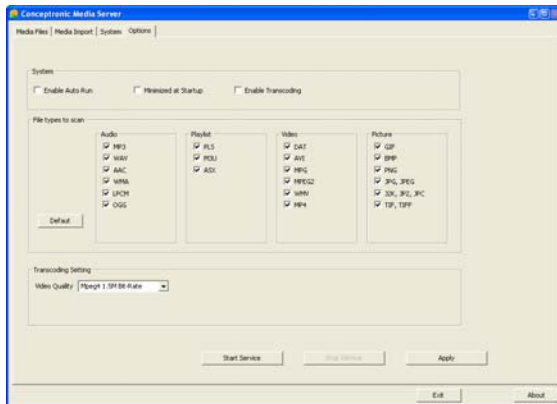 Conceptronic Media Server
Media Files Media Import System Options
System
Enable Auto Run Minimized at Startup Enable Transcoding
File types to scan
Audio Playlist Video Picture
MP3 PLS DAT GIF
WAV M3U AVI BMP
AAC ASX MPG PNG
WMA MPEG2 JPG, JPEG
LPCM WMV J2K, JP2, JPC
OGG MP4 TIF, TIFF
Default
Transcoding Setting
Video Quality Mpeg4 1.5M Bit-Rate
Start Service Stop Service Apply
Exit About